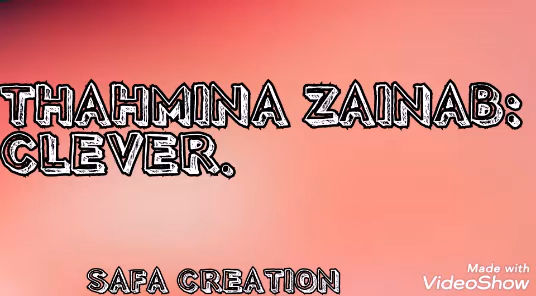 THAHMINA ZAINAB:
CLEVER.
SAFA CREATION
Made with
VideoShow